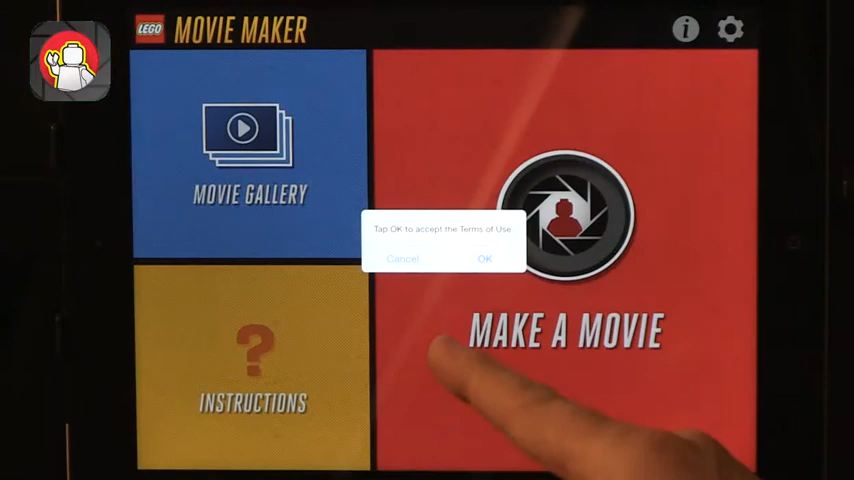 LEGO MOVIE MAKER
i
MOVIE GALLERY
Tap OK to accept the Terms of Use
Cancel OK
MAKE A MOVIE
?
INSTRUCTIONS